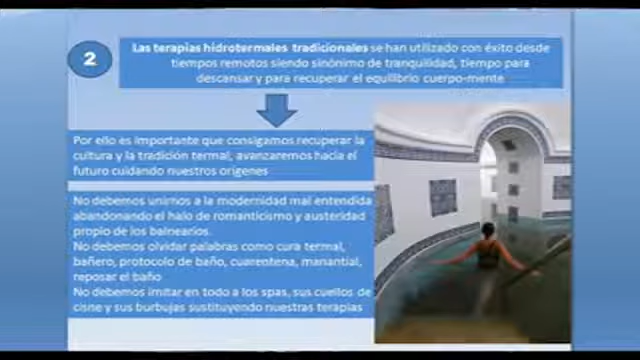 2
Las terapias hidrotermales tradicionales se han utilizado con éxito desde
tiempos remotos siendo sinónimo de tranquilidad, tiempo para
descansar y para recuperar el equilibrio cuerpo-mente
Por ello es importante que consigamos recuperar la
cultura y la tradición termal, avanzaremos hacia el
futuro cuidando nuestros orígenes
No debemos unirnos a la modernidad mal entendida
abandonando el halo de romanticismo y austeridad
propio de los balnearios.
No debemos olvidar palabras como cura termal,
bañero, protocolo de baño, cuarentena, manantial,
reposar el baño
No debemos imitar en todo a los spas, sus cuellos de
cisne y sus burbujas sustituyendo nuestras terapias